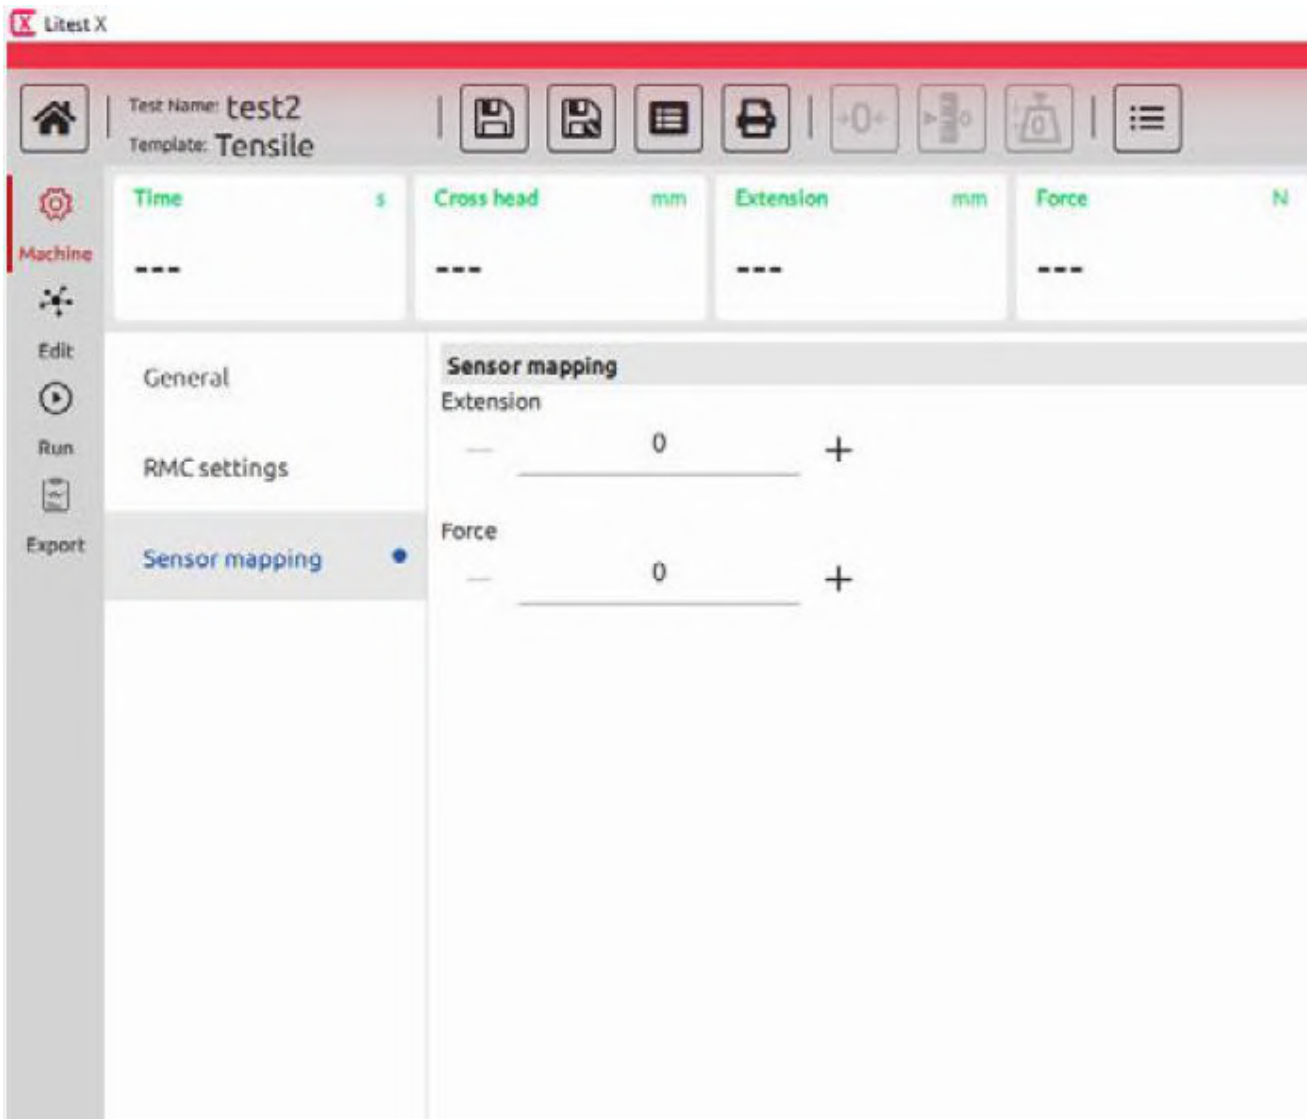 Litest X
Test Name: test2
Template: Tensile
Machine
Edit
Run
Export
Time s
---
Cross head mm
---
Extension mm
---
Force N
---
General
RMC settings
Sensor mapping
Sensor mapping
Extension
— 0 +
Force
— 0 +